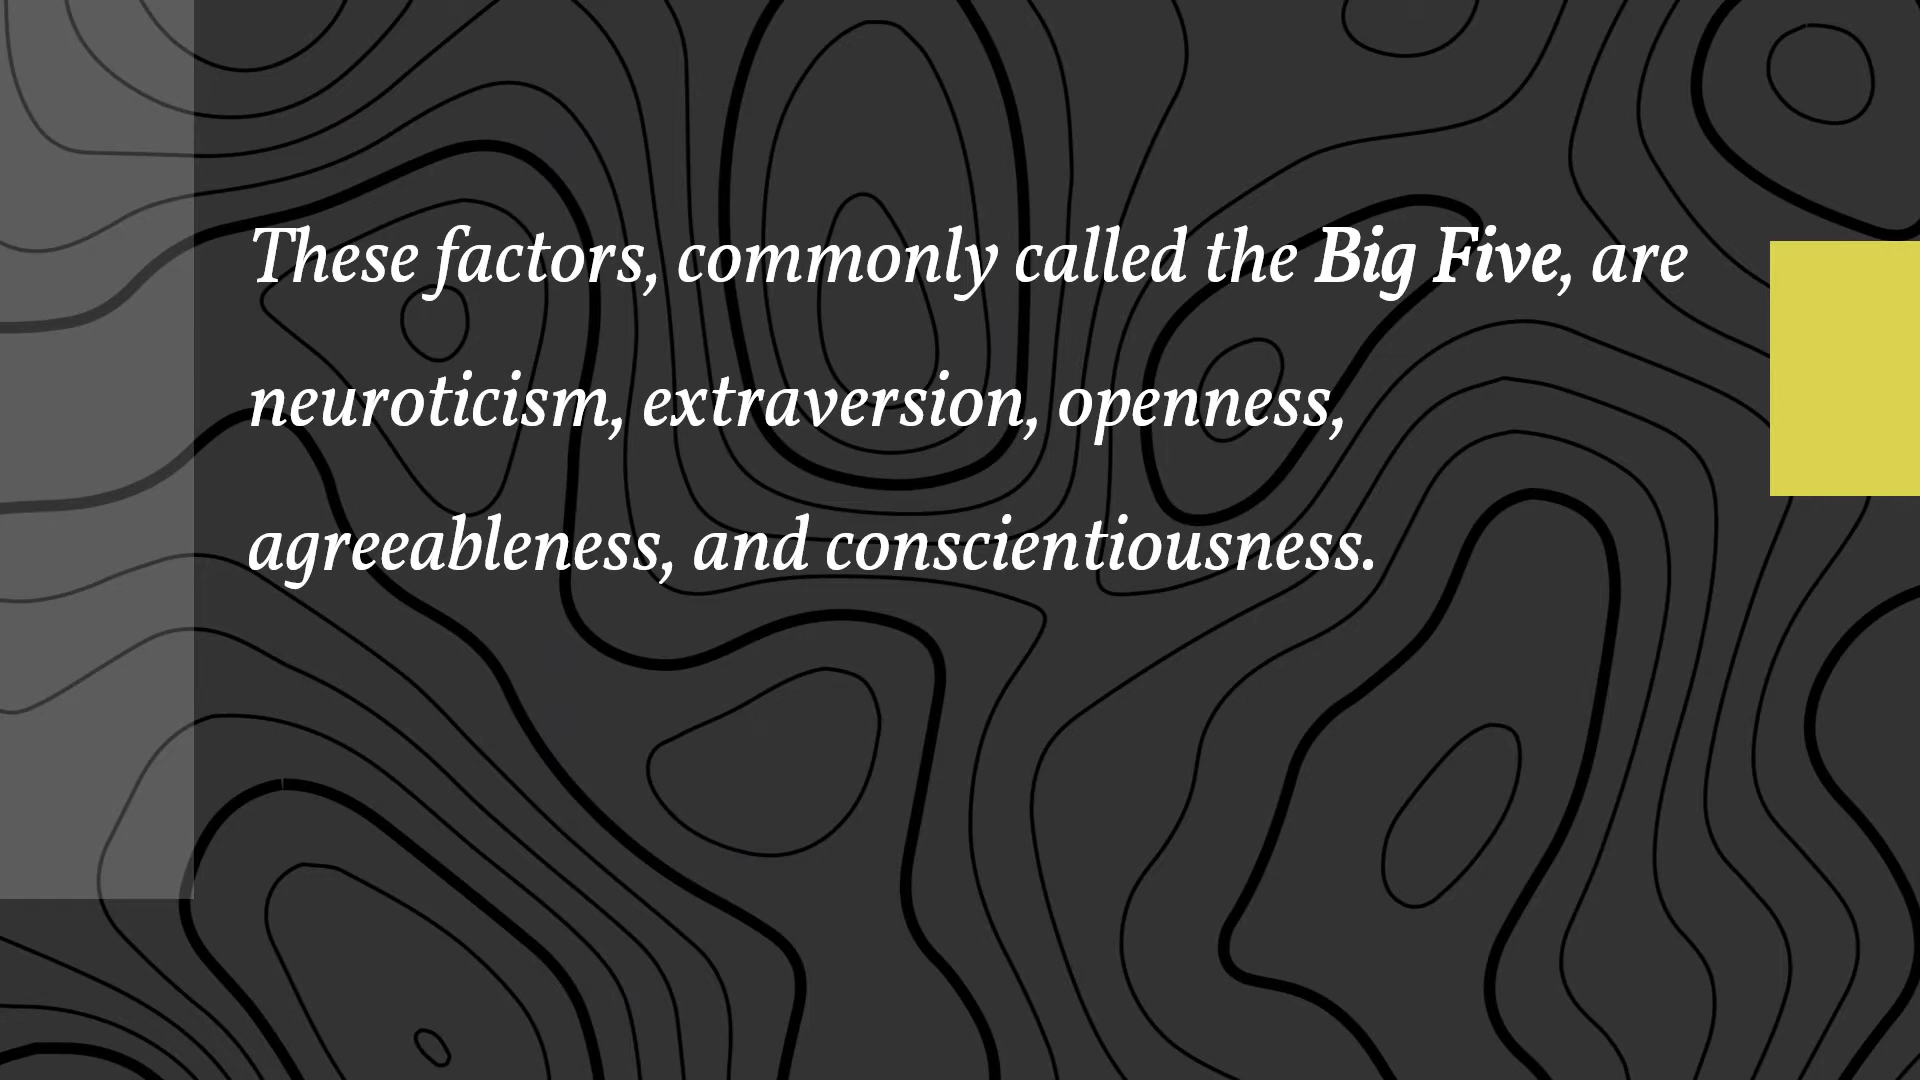 These factors, commonly called the Big Five, are
neuroticism, extraversion, openness,
agreeableness, and conscientiousness.